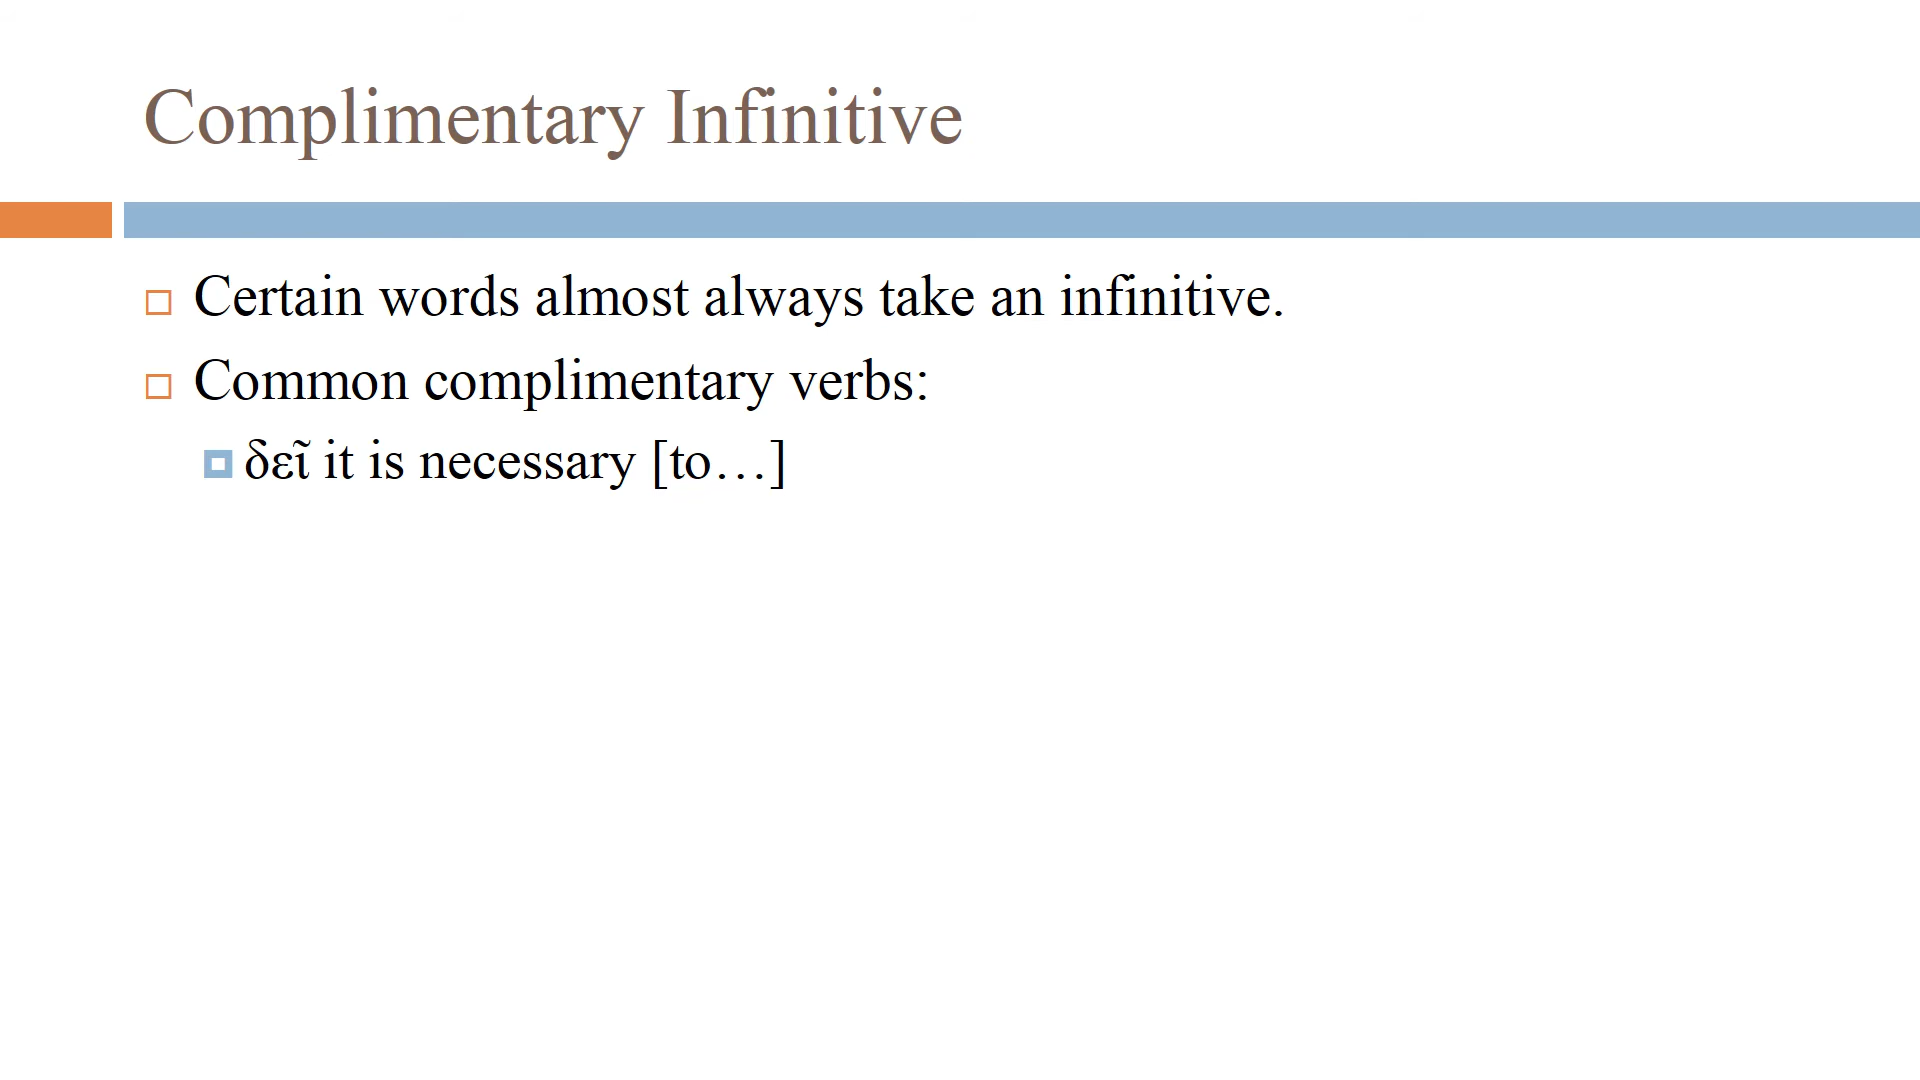 Complimentary Infinitive
Certain words almost always take an infinitive.
Common complimentary verbs:
δεῖ it is necessary [to…]